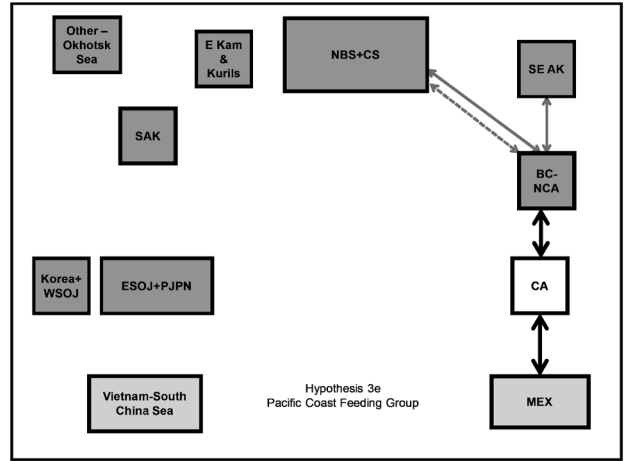 Other –
Okhotsk
Sea
E Kam
&
Kurils
NBS+CS
SE AK
SAK
BC-
NCA
Korea+
WSOJ
ESOJ+PJPN
CA
Vietnam-South
China Sea
Hypothesis 3e
Pacific Coast Feeding Group
MEX